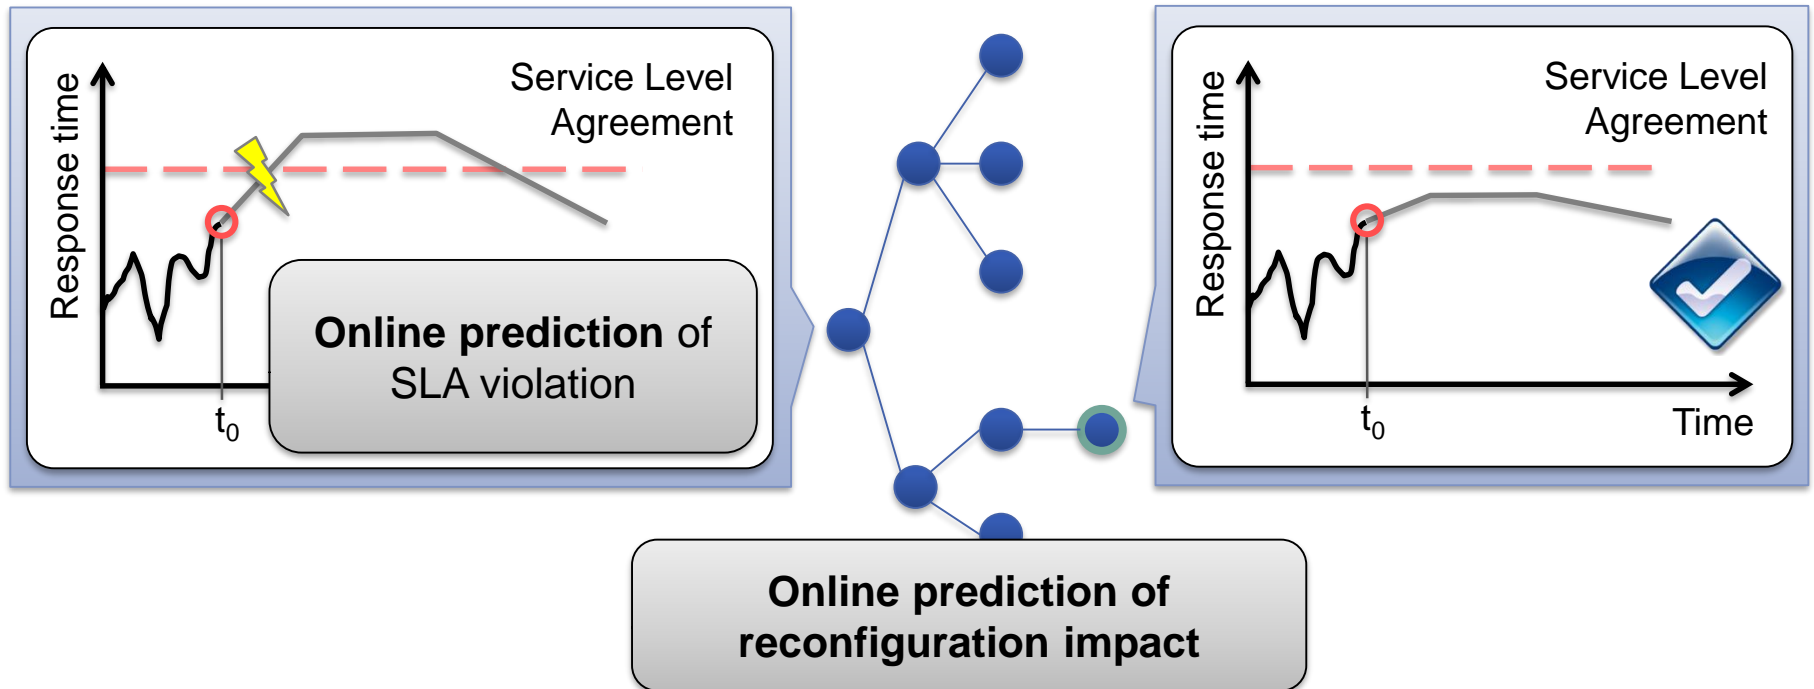 Service Level
Agreement
Response time
t0
Online prediction of
SLA violation
Service Level
Agreement
Response time
t0
Time
Online prediction of
reconfiguration impact